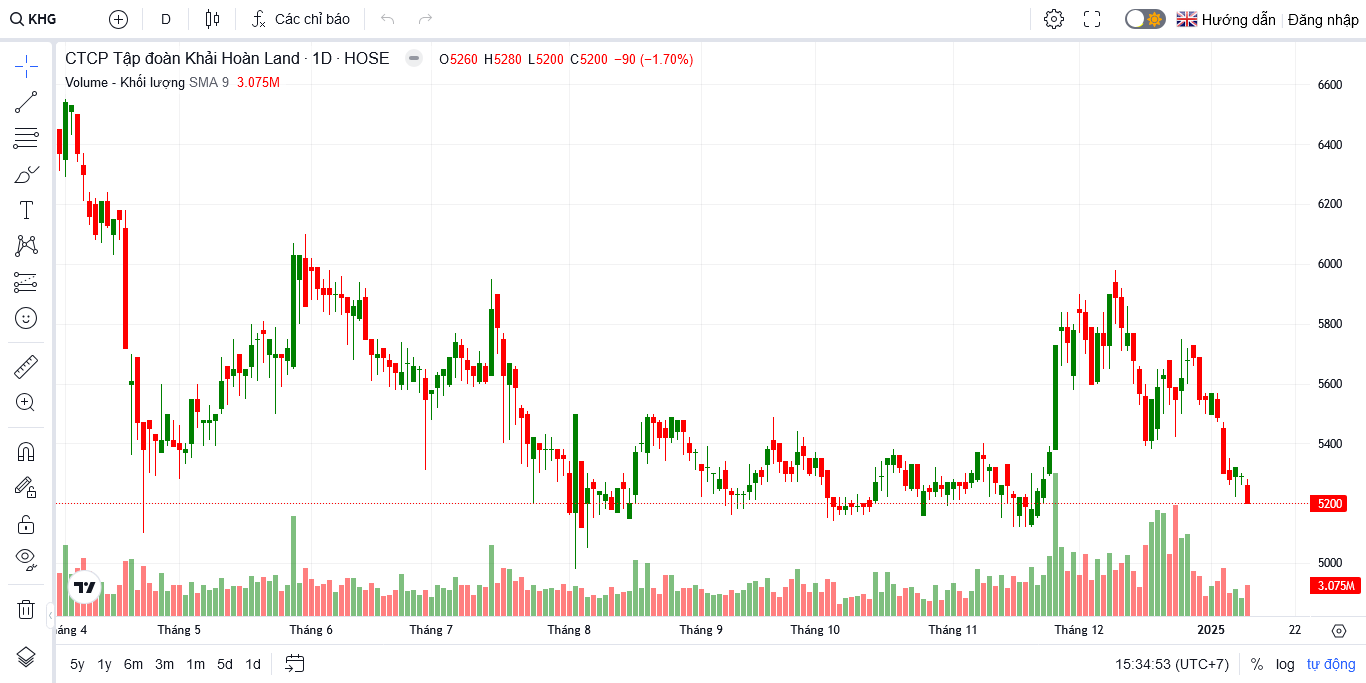 KHG D Các chỉ báo Hướng dẫn Đăng nhập
CTCP Tập đoàn Khải Hoàn Land · 1D · HOSE O5260 H5280 L5200 C5200 −90 (−1.70%)
Volume - Khối lượng SMA 9 3.075M
6600
6400
6200
6000
5800
5600
5400
5200
5000
3.075M
áng 4 Tháng 5 Tháng 6 Tháng 7 Tháng 8 Tháng 9 Tháng 10 Tháng 11 Tháng 12 2025 22
5y 1y 6m 3m 1m 5d 1d 15:34:53 (UTC+7) % log tự động